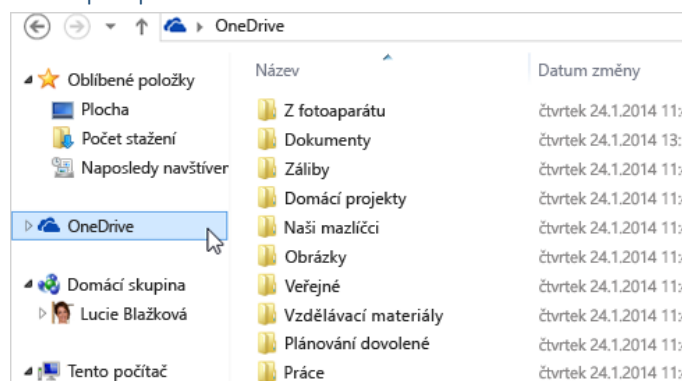 OneDrive
Oblíbené položky
Plocha
Počet stažení
Naposledy navštíven
OneDrive
Domácí skupina
Lucie Blažková
Tento počítač
Název
Datum změny
Z fotoaparátu
čtvrtek 24.1.2014 11:
Dokumenty
čtvrtek 24.1.2014 13:
Záliby
čtvrtek 24.1.2014 11:
Domácí projekty
čtvrtek 24.1.2014 11:
Naši mazlíčci
čtvrtek 24.1.2014 11:
Obrázky
čtvrtek 24.1.2014 11:
Veřejné
čtvrtek 24.1.2014 11:
Vzdělávací materiály
čtvrtek 24.1.2014 11:
Plánování dovolené
čtvrtek 24.1.2014 11:
Práce
čtvrtek 24.1.2014 11: